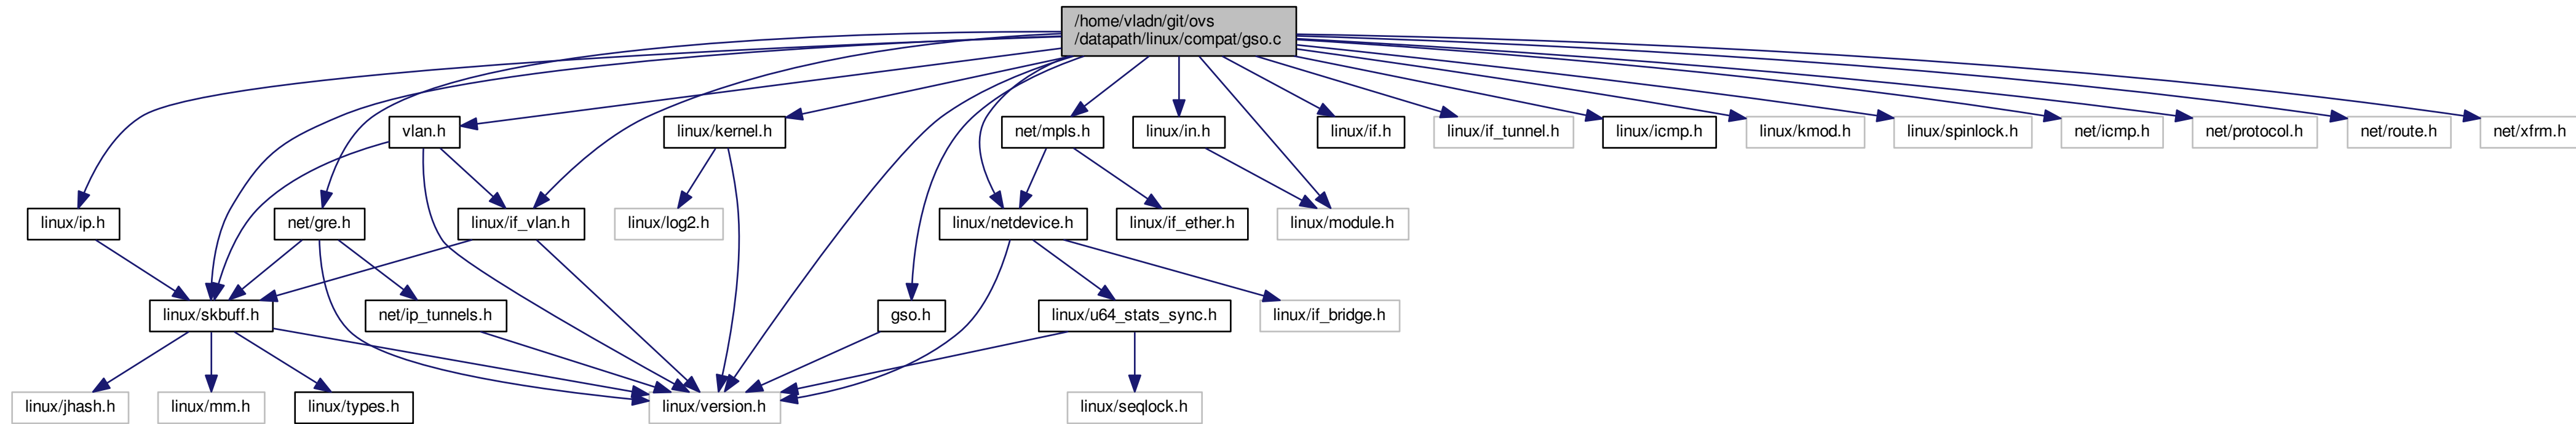 /home/vladn/git/ovs
/datapath/linux/compat/gso.c
vlan.h
linux/kernel.h
net/mpls.h
linux/in.h
linux/if.h
linux/if_tunnel.h
linux/icmp.h
linux/kmod.h
linux/spinlock.h
net/icmp.h
net/protocol.h
net/route.h
net/xfrm.h
linux/ip.h
net/gre.h
linux/if_vlan.h
linux/log2.h
linux/netdevice.h
linux/if_ether.h
linux/module.h
linux/skbuff.h
net/ip_tunnels.h
gso.h
linux/u64_stats_sync.h
linux/if_bridge.h
linux/jhash.h
linux/mm.h
linux/types.h
linux/version.h
linux/seqlock.h